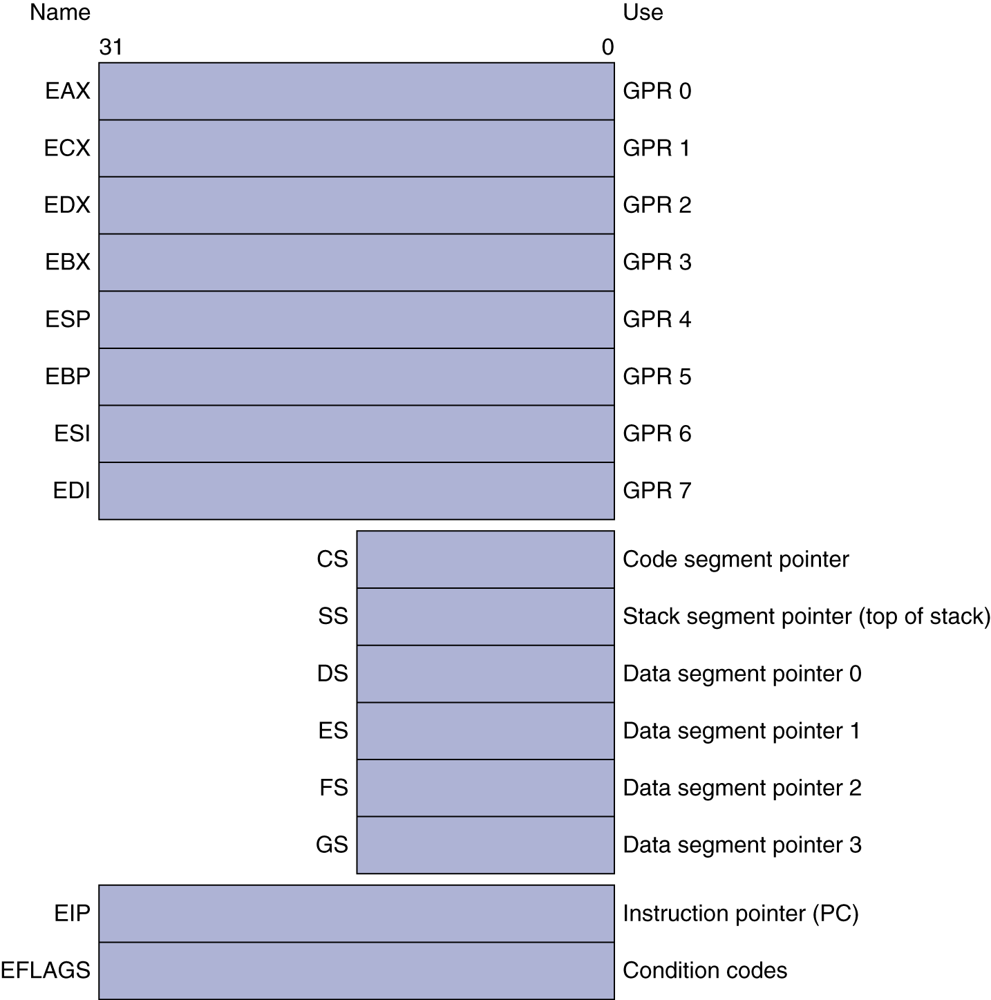 Name Use
31 0
EAX GPR 0
ECX GPR 1
EDX GPR 2
EBX GPR 3
ESP GPR 4
EBP GPR 5
ESI GPR 6
EDI GPR 7
CS Code segment pointer
SS Stack segment pointer (top of stack)
DS Data segment pointer 0
ES Data segment pointer 1
FS Data segment pointer 2
GS Data segment pointer 3
EIP Instruction pointer (PC)
EFLAGS Condition codes